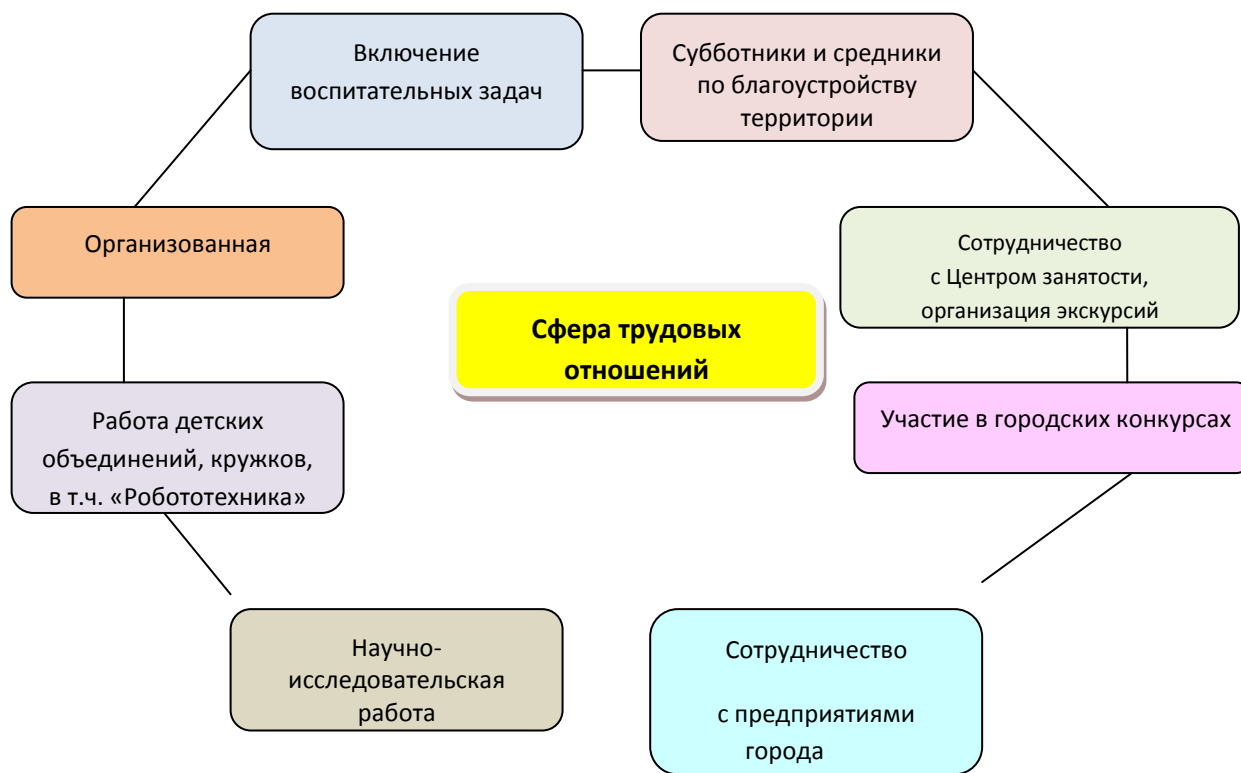 Включение
воспитательных задач
Субботники и средники
по благоустройству
территории
Организованная
Сотрудничество
с Центром занятости,
организация экскурсий
Сфера трудовых
отношений
Работа детских
объединений, кружков,
в т.ч. «Робототехника»
Участие в городских конкурсах
Научно-
исследовательская
работа
Сотрудничество
с предприятиями
города